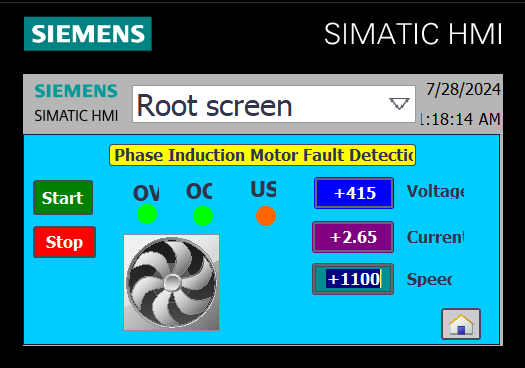 SIEMENS SIMATIC HMI
SIEMENS
SIMATIC HMI
Root screen
7/28/2024
1:18:14 AM
Phase Induction Motor Fault Detectic
Start
Stop
OV OC US
+415 Voltage
+2.65 Current
+1100 Speed